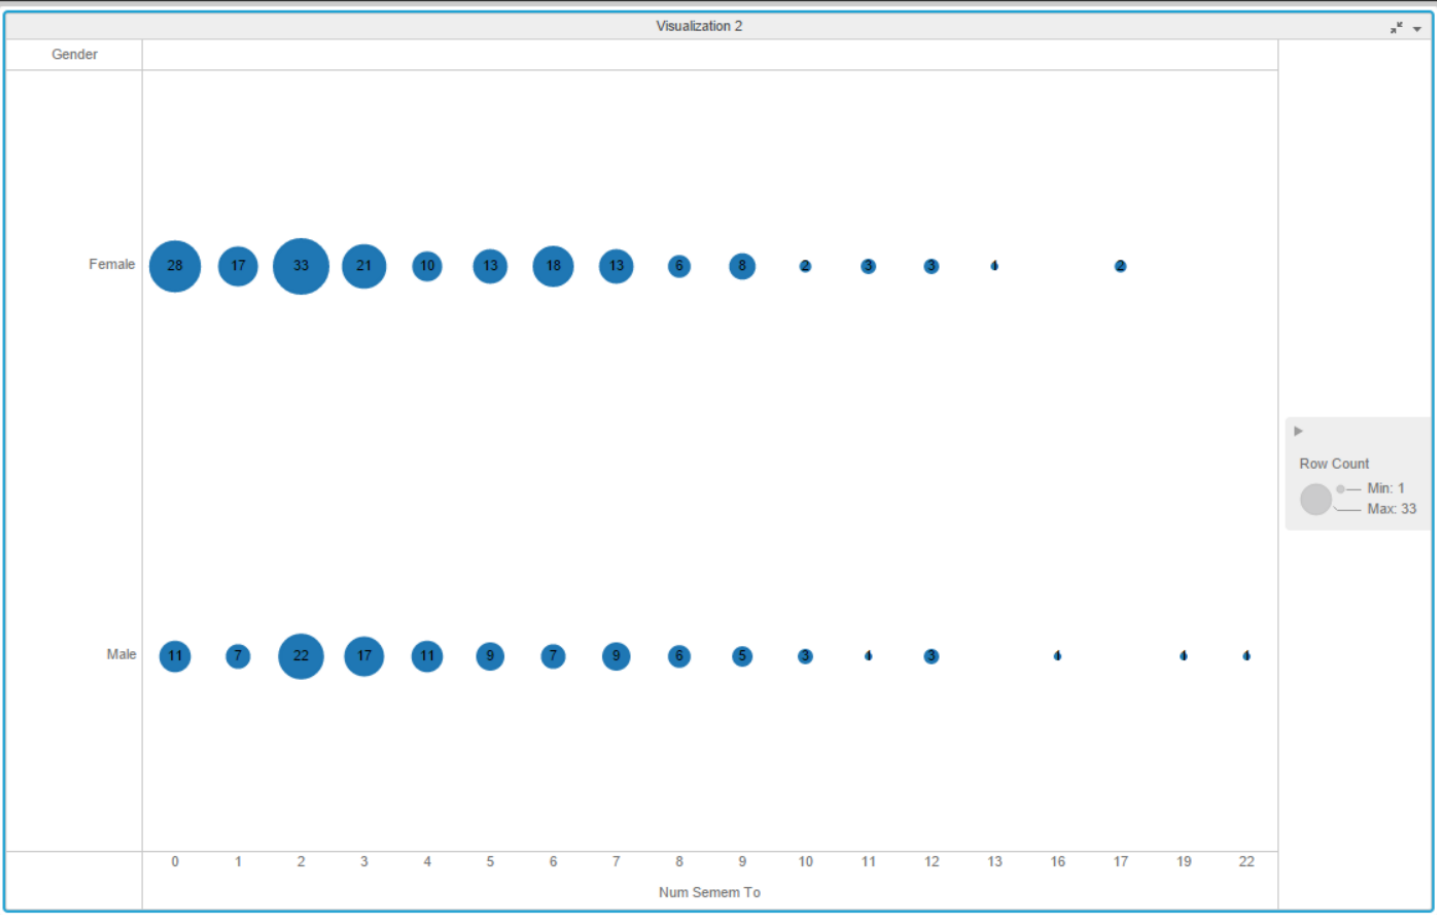 Visualization 2
Gender
Female 28 17 33 21 10 13 18 13 6 8 2 3 3 1 2
Row Count
Min: 1
Max: 33
Male 11 7 22 17 11 9 7 9 6 5 3 1 3 1 1 1
0 1 2 3 4 5 6 7 8 9 10 11 12 13 16 17 19 22
Num Semem To